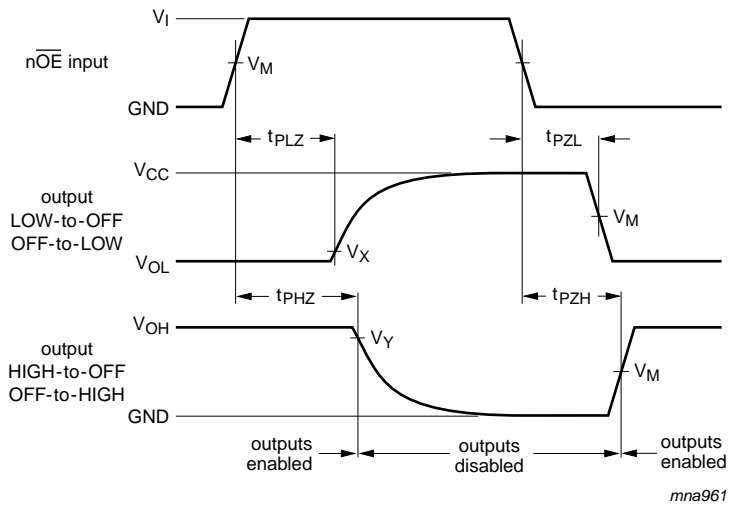 V_I
nO̅E̅ input
V_M
GND
t_PLZ
t_PZL
V_CC
output
LOW-to-OFF
OFF-to-LOW
V_M
V_X
V_OL
t_PHZ
t_PZH
V_OH
output
HIGH-to-OFF
OFF-to-HIGH
V_Y
V_M
GND
outputs
enabled
outputs
disabled
outputs
enabled
mna961